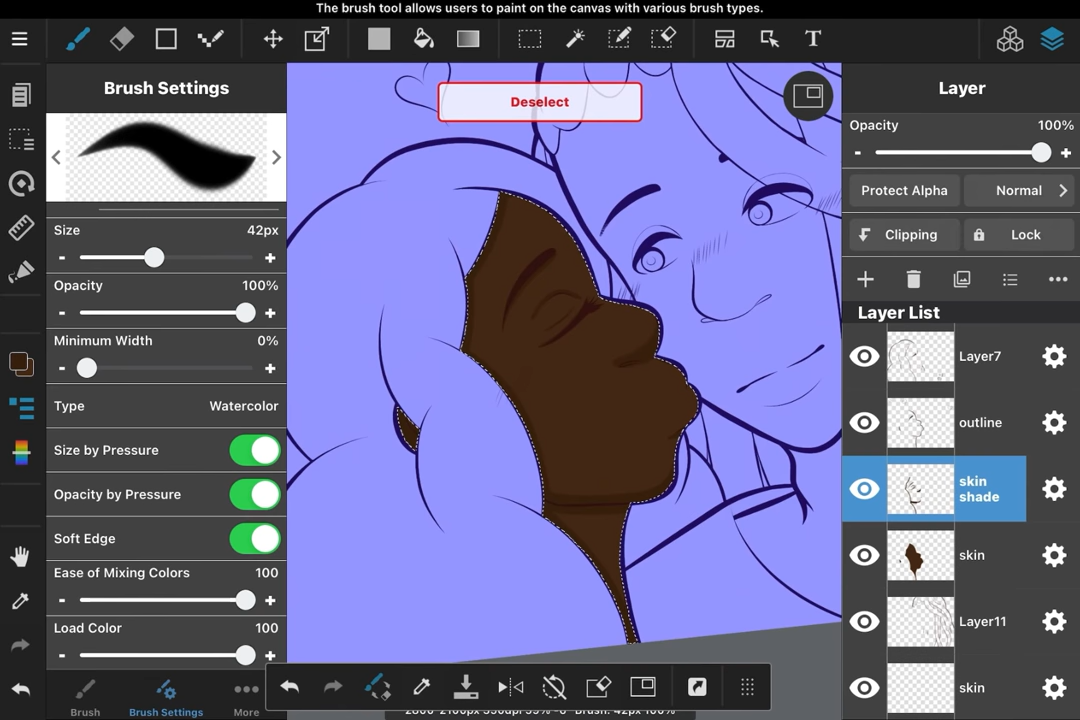 The brush tool allows users to paint on the canvas with various brush types.
T
Brush Settings
Size 42px
- +
Opacity 100%
- +
Minimum Width 0%
- +
Type Watercolor
Size by Pressure
Opacity by Pressure
Soft Edge
Ease of Mixing Colors 100
- +
Load Color 100
- +
Brush
Brush Settings
More
Deselect
Layer
Opacity 100%
- +
Protect Alpha
Normal
Clipping
Lock
Layer List
Layer7
outline
skin
shade
skin
Layer11
skin